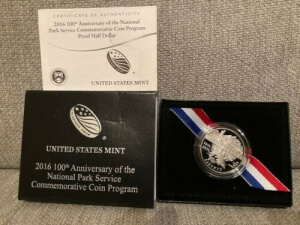 CERTIFICATE OF AUTHENTICITY
2016 100th Anniversary of the National
Park Service Commemorative Coin Program
Proof Half Dollar
UNITED STATES MINT
UNITED STATES MINT
2016 100th Anniversary of the
National Park Service
Commemorative Coin Program